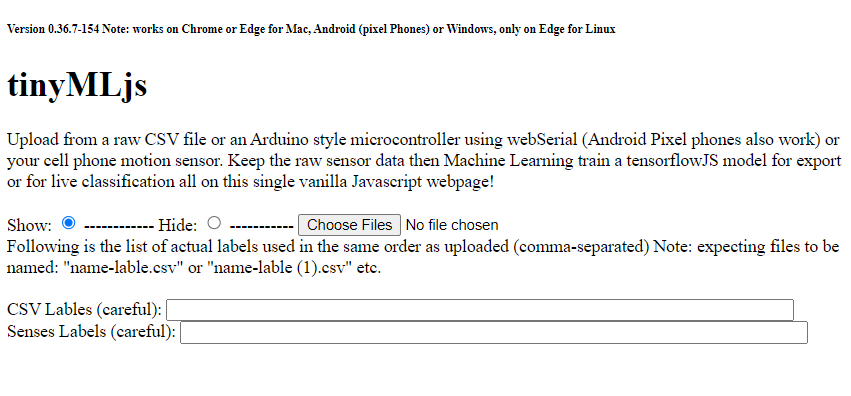 Version 0.36.7-154 Note: works on Chrome or Edge for Mac, Android (pixel Phones) or Windows, only on Edge for Linux
tinyMLjs
Upload from a raw CSV file or an Arduino style microcontroller using webSerial (Android Pixel phones also work) or
your cell phone motion sensor. Keep the raw sensor data then Machine Learning train a tensorflowJS model for export
or for live classification all on this single vanilla Javascript webpage!
Show: ------------ Hide: ----------- Choose Files No file chosen
Following is the list of actual labels used in the same order as uploaded (comma-separated) Note: expecting files to be
named: "name-lable.csv" or "name-lable (1).csv" etc.
CSV Lables (careful):
Senses Labels (careful):